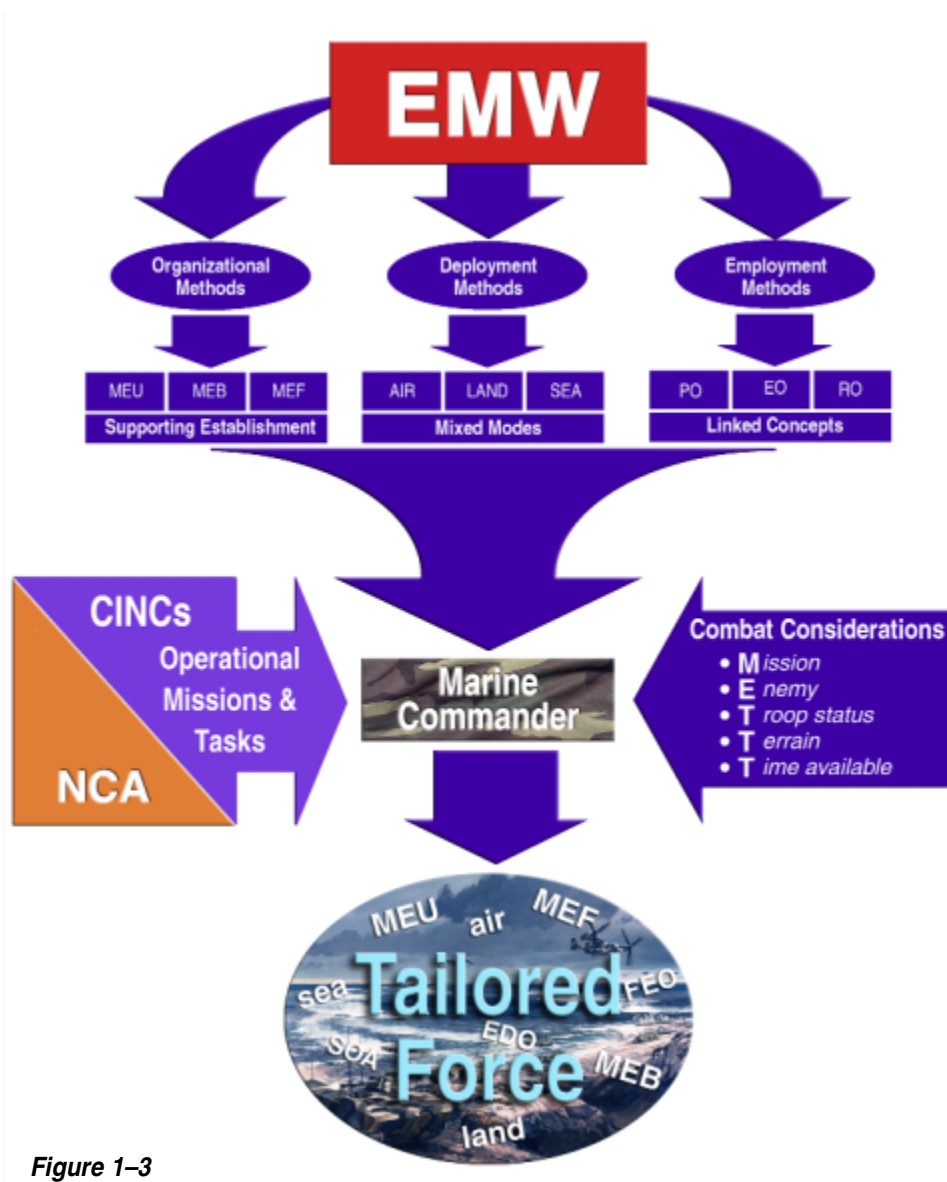 EMW
Organizational
Methods
Deployment
Methods
Employment
Methods
MEU MEB MEF
Supporting Establishment
AIR LAND SEA
Mixed Modes
PO EO RO
Linked Concepts
CINCs
Operational
Missions &
Tasks
NCA
Marine
Commander
Combat Considerations
• Mission
• Enemy
• Troop status
• Terrain
• Time available
MEU air MEF
sea Tailored FEO
SOA EDO MEB
Force
land
Figure 1–3